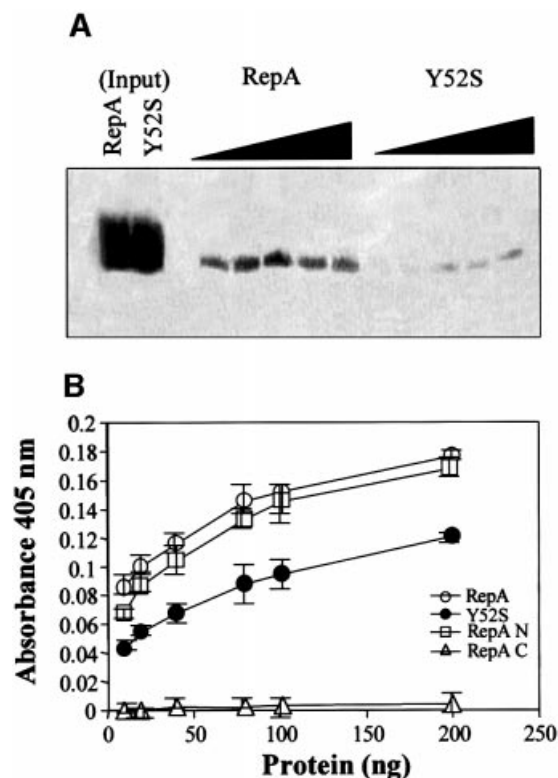 A
(Input)
RepA
Y52S
RepA
Y52S
B
Absorbance 405 nm
0.2
0.18
0.16
0.14
0.12
0.1
0.08
0.06
0.04
0.02
0
RepA
Y52S
RepA N
RepA C
0 50 100 150 200 250
Protein (ng)